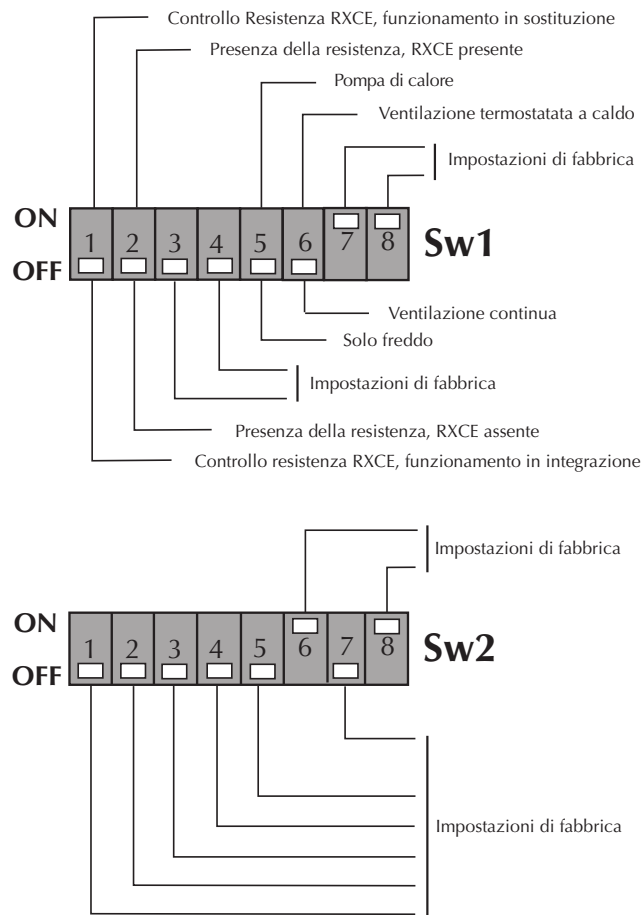 Controllo Resistenza RXCE, funzionamento in sostituzione
Presenza della resistenza, RXCE presente
Pompa di calore
Ventilazione termostatata a caldo
Impostazioni di fabbrica
ON
1 2 3 4 5 6 7 8
Sw1
OFF
Ventilazione continua
Solo freddo
Impostazioni di fabbrica
Presenza della resistenza, RXCE assente
Controllo resistenza RXCE, funzionamento in integrazione
Impostazioni di fabbrica
ON
1 2 3 4 5 6 7 8
Sw2
OFF
Impostazioni di fabbrica